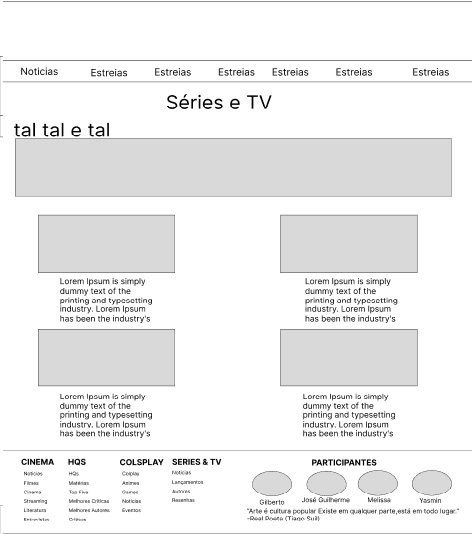 Noticias Estreias Estreias Estreias Estreias Estreias Estreias
Séries e TV
tal tal e tal
Lorem Ipsum is simply
dummy text of the
printing and typesetting
industry. Lorem Ipsum
has been the industry's
Lorem Ipsum is simply
dummy text of the
printing and typesetting
industry. Lorem Ipsum
has been the industry's
Lorem Ipsum is simply
dummy text of the
printing and typesetting
industry. Lorem Ipsum
has been the industry's
Lorem Ipsum is simply
dummy text of the
printing and typesetting
industry. Lorem Ipsum
has been the industry's
CINEMA
Noticias
Filmes
Cinema
Streaming
Literatura
Entrevistas
HQS
HQs
Matérias
Top Five
Melhores Críticas
Melhores Autores
Críticas
COLSPLAY
Colplay
Animes
Games
Noticias
Eventos
SERIES & TV
Noticias
Lançamentos
Autores
Resenhas
PARTICIPANTES
Gilberto José Guilherme Melissa Yasmin
"Arte é cultura popular Existe em qualquer parte,está em todo lugar."
-Real Poeta (Tiago Suil)